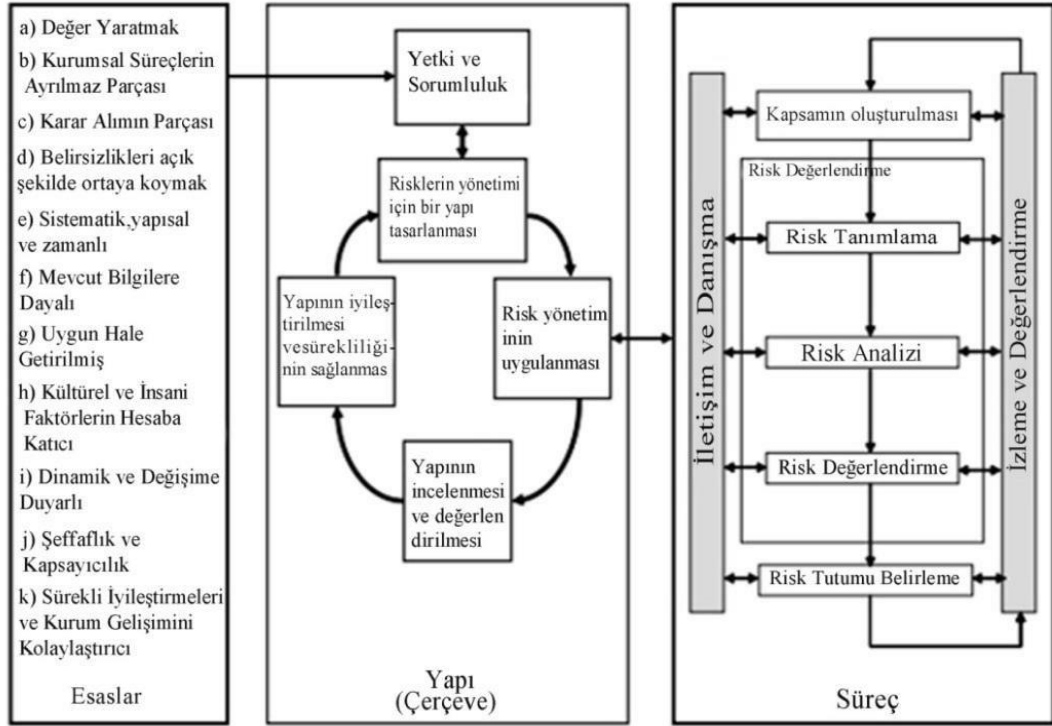 a) Değer Yaratmak
b) Kurumsal Süreçlerin
Ayrılmaz Parçası
c) Karar Alımın Parçası
d) Belirsizlikleri açık
şekilde ortaya koymak
e) Sistematik,yapısal
ve zamanlı
f) Mevcut Bilgilere
Dayalı
g) Uygun Hale
Getirilmiş
h) Kültürel ve İnsani
Faktörlerin Hesaba
Katıcı
i) Dinamik ve Değişime
Duyarlı
j) Şeffaflık ve
Kapsayıcılık
k) Sürekli İyileştirmeleri
ve Kurum Gelişimini
Kolaylaştırıcı
Esaslar
Yetki ve
Sorumluluk
Risklerin yönetimi
için bir yapı
tasarlanması
Yapının iyileş-
tirilmesi
vesürekliliği-
nin sağlanmas
Risk yönetim
inin
uygulanması
Yapının
incelenmesi
ve değerlen
dirilmesi
Yapı
(Çerçeve)
İletişim ve Danışma
Kapsamın oluşturulması
Risk Değerlendirme
Risk Tanımlama
Risk Analizi
Risk Değerlendirme
Risk Tutumu Belirleme
İzleme ve Değerlendirme
Süreç